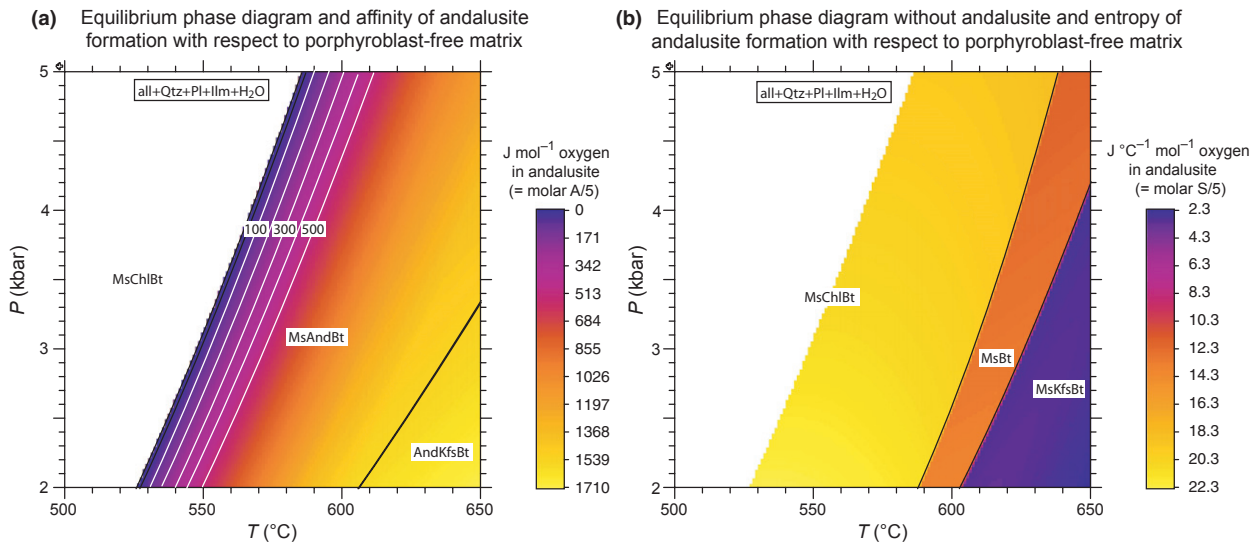 (a) Equilibrium phase diagram and affinity of andalusite
formation with respect to porphyroblast-free matrix
5
4
3
2
P (kbar)
500
550
600
650
T (°C)
all+Qtz+Pl+Ilm+H₂O
100
300
500
MsChlBt
MsAndBt
AndKfsBt
J mol⁻¹ oxygen
in andalusite
(= molar A/5)
0
171
342
513
684
855
1026
1197
1368
1539
1710
(b) Equilibrium phase diagram without andalusite and entropy of
andalusite formation with respect to porphyroblast-free matrix
5
4
3
2
P (kbar)
500
550
600
650
T (°C)
all+Qtz+Pl+Ilm+H₂O
MsChlBt
MsBt
MsKfsBt
J °C⁻¹ mol⁻¹ oxygen
in andalusite
(= molar S/5)
2.3
4.3
6.3
8.3
10.3
12.3
14.3
16.3
18.3
20.3
22.3